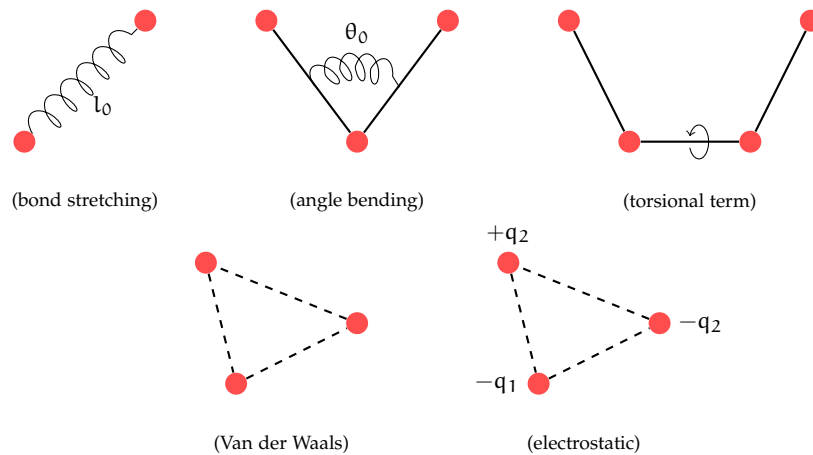 l₀
θ₀
(bond stretching)
(angle bending)
(torsional term)
+q₂
−q₂
−q₁
(Van der Waals)
(electrostatic)